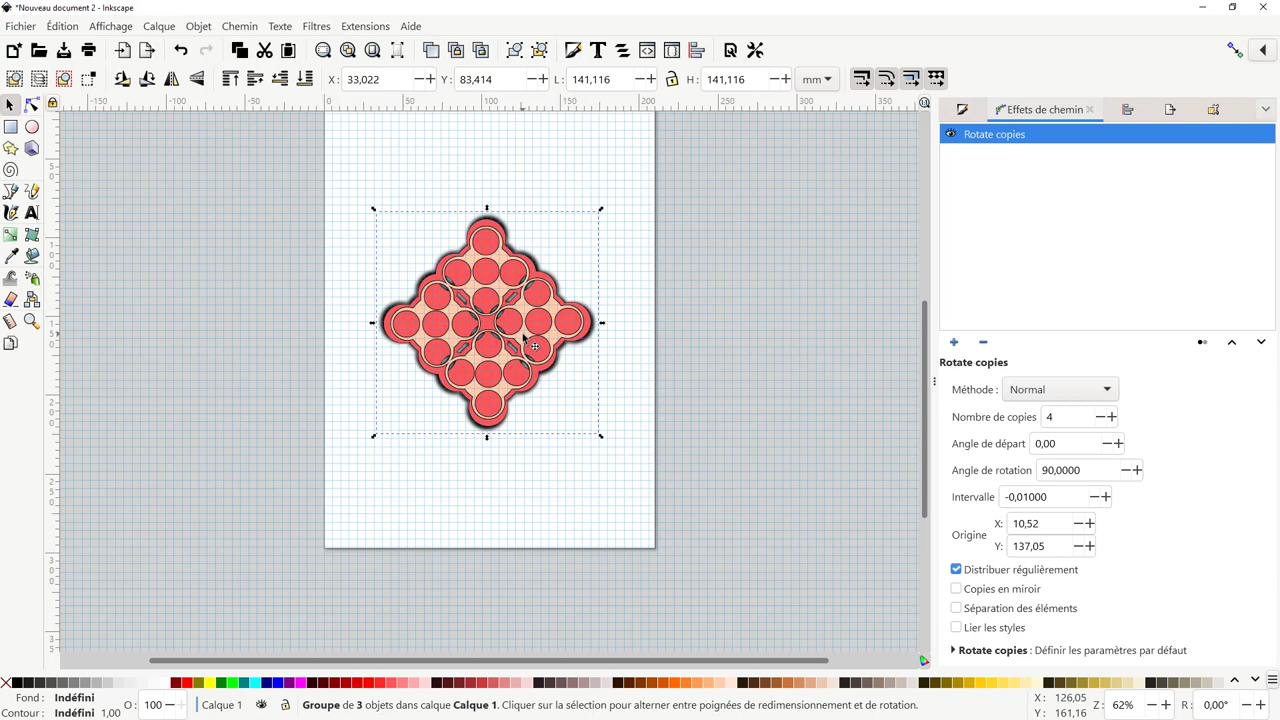 *Nouveau document 2 - Inkscape
Fichier Édition Affichage Calque Objet Chemin Texte Filtres Extensions Aide
X : 33,022 Y : 83,414 L : 141,116 H : 141,116 mm
-150 -100 -50 0 50 100 150 200 250 300 350
Effets de chemin
Rotate copies
Rotate copies
Méthode : Normal
Nombre de copies 4
Angle de départ 0,00
Angle de rotation 90,0000
Intervalle -0,01000
Origine X: 10,52
Y: 137,05
Distribuer régulièrement
Copies en miroir
Séparation des éléments
Lier les styles
Rotate copies : Définir les paramètres par défaut
Fond : Indéfini
Contour : Indéfini 1,00
O : 100
Calque 1
Groupe de 3 objets dans calque Calque 1. Cliquer sur la sélection pour alterner entre poignées de redimensionnement et de rotation.
X : 126,05
Y : 161,16
Z : 62%
R : 0,00°